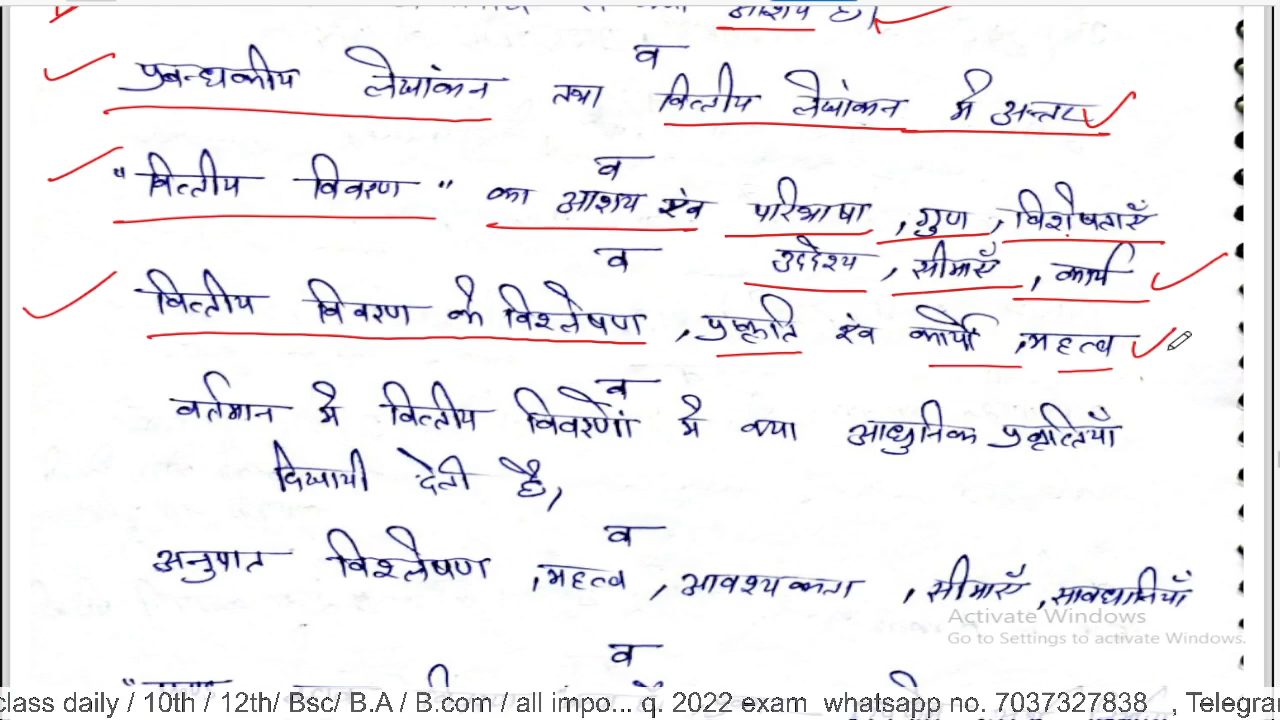 आशय है।
व
प्रबन्धकीय लेखांकन तथा वित्तीय लेखांकन में अन्तर
व
"वित्तीय विवरण" का आशय एंव परिभाषा , गुण , विशेषताएँ
व उद्देश्य , सीमाएँ , कार्य
वित्तीय विवरण के विश्लेषण , प्रकृति एंव कार्यो , महत्व
व
वर्तमान में वित्तीय विवरणों में क्या आधुनिक प्रवृत्तियाँ
दिखायी देती है,
व
अनुपात विश्लेषण , महत्व , आवश्यकता , सीमाएँ , सावधानियाँ
Activate Windows
Go to Settings to activate Windows.
व
class daily / 10th / 12th/ Bsc/ B.A / B.com / all impo... q. 2022 exam whatsapp no. 7037327838 , Telegra